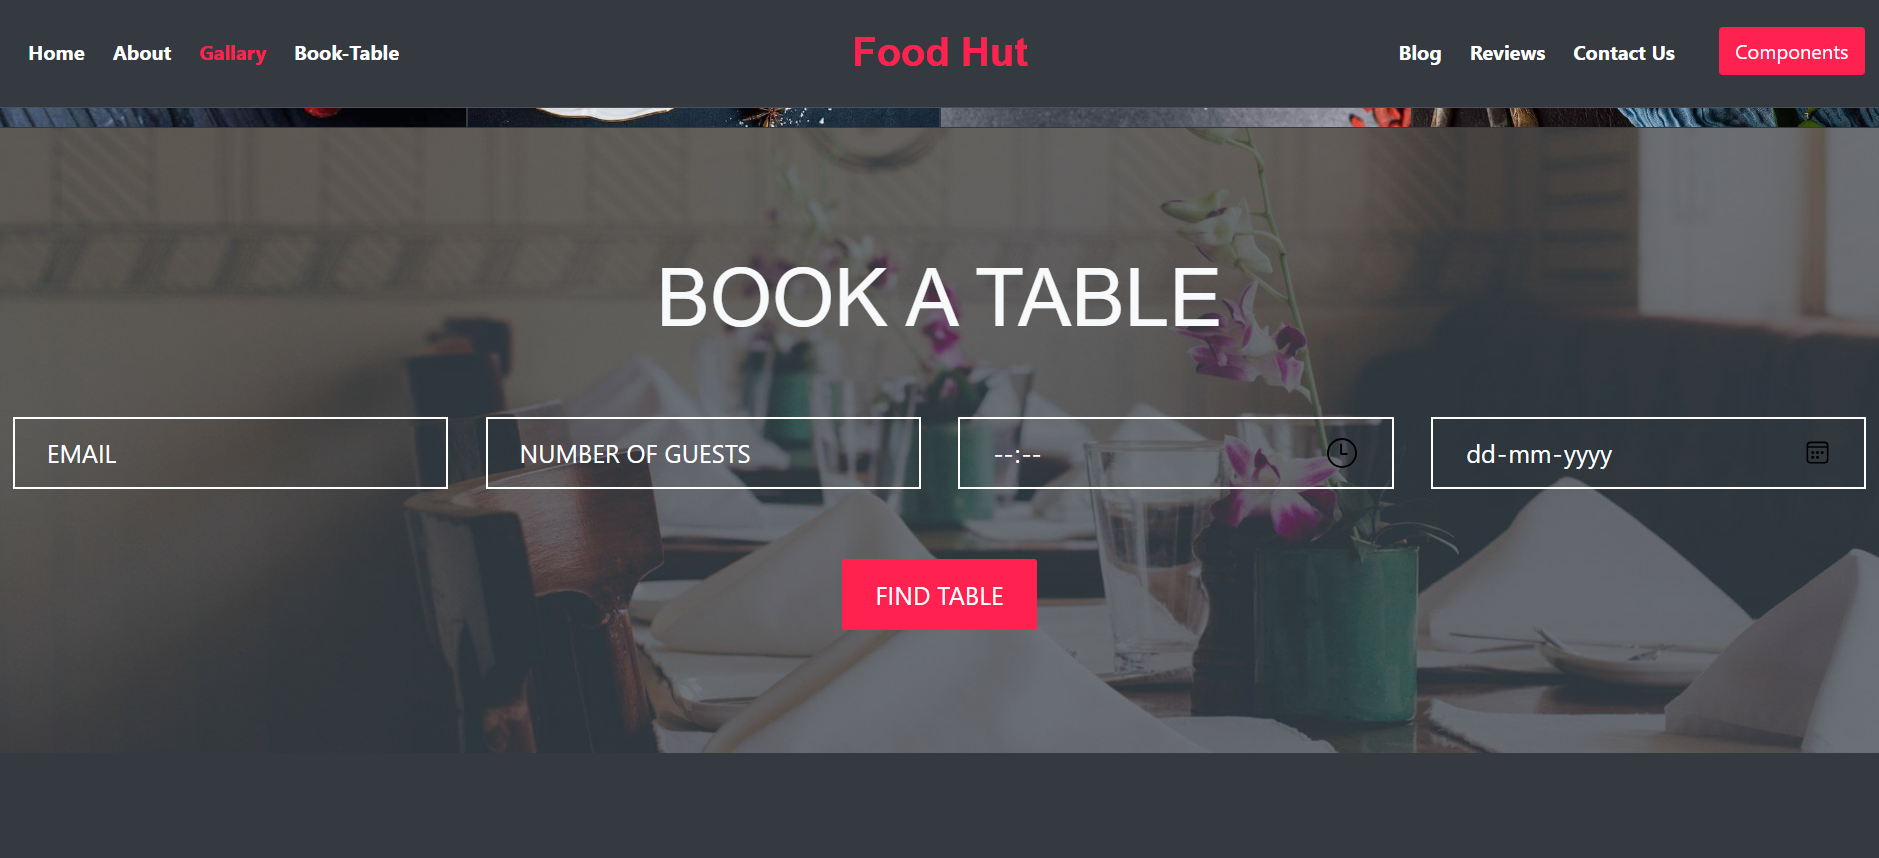 Home About Gallary Book-Table Food Hut Blog Reviews Contact Us Components
BOOK A TABLE
EMAIL NUMBER OF GUESTS --:-- dd-mm-yyyy
FIND TABLE